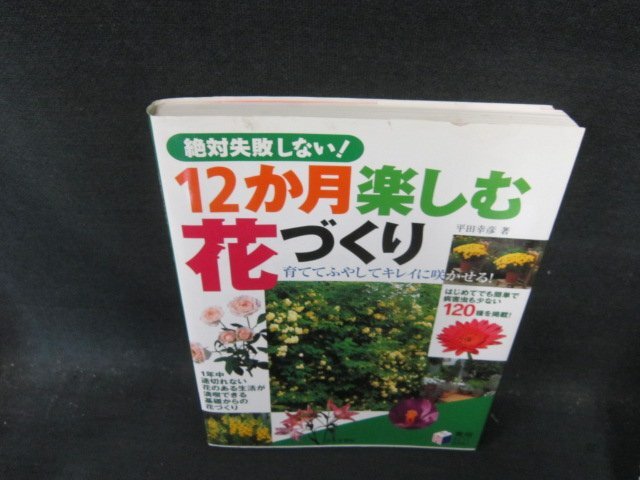 絶対失敗しない!
12か月楽しむ
花づくり
平田幸彦 著
育ててふやしてキレイに咲かせる!
はじめてでも簡単で
病害虫も少ない
120種を掲載!
1年中
途切れない
花のある生活が
満喫できる
基礎からの
花づくり